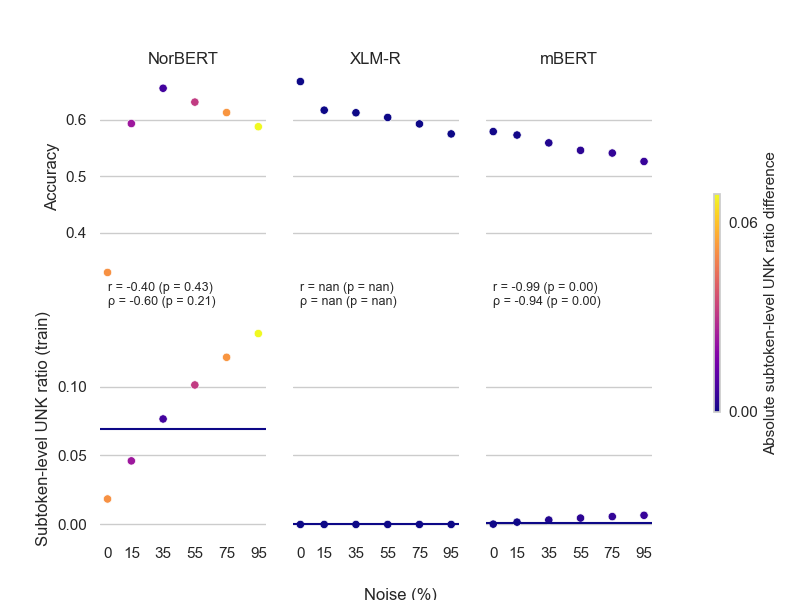 NorBERT
XLM-R
mBERT
Accuracy
0.6
0.5
0.4
r = -0.40 (p = 0.43)
ρ = -0.60 (p = 0.21)
r = nan (p = nan)
ρ = nan (p = nan)
r = -0.99 (p = 0.00)
ρ = -0.94 (p = 0.00)
Subtoken-level UNK ratio (train)
0.10
0.05
0.00
0 15 35 55 75 95
0 15 35 55 75 95
0 15 35 55 75 95
Noise (%)
0.06
0.00
Absolute subtoken-level UNK ratio difference